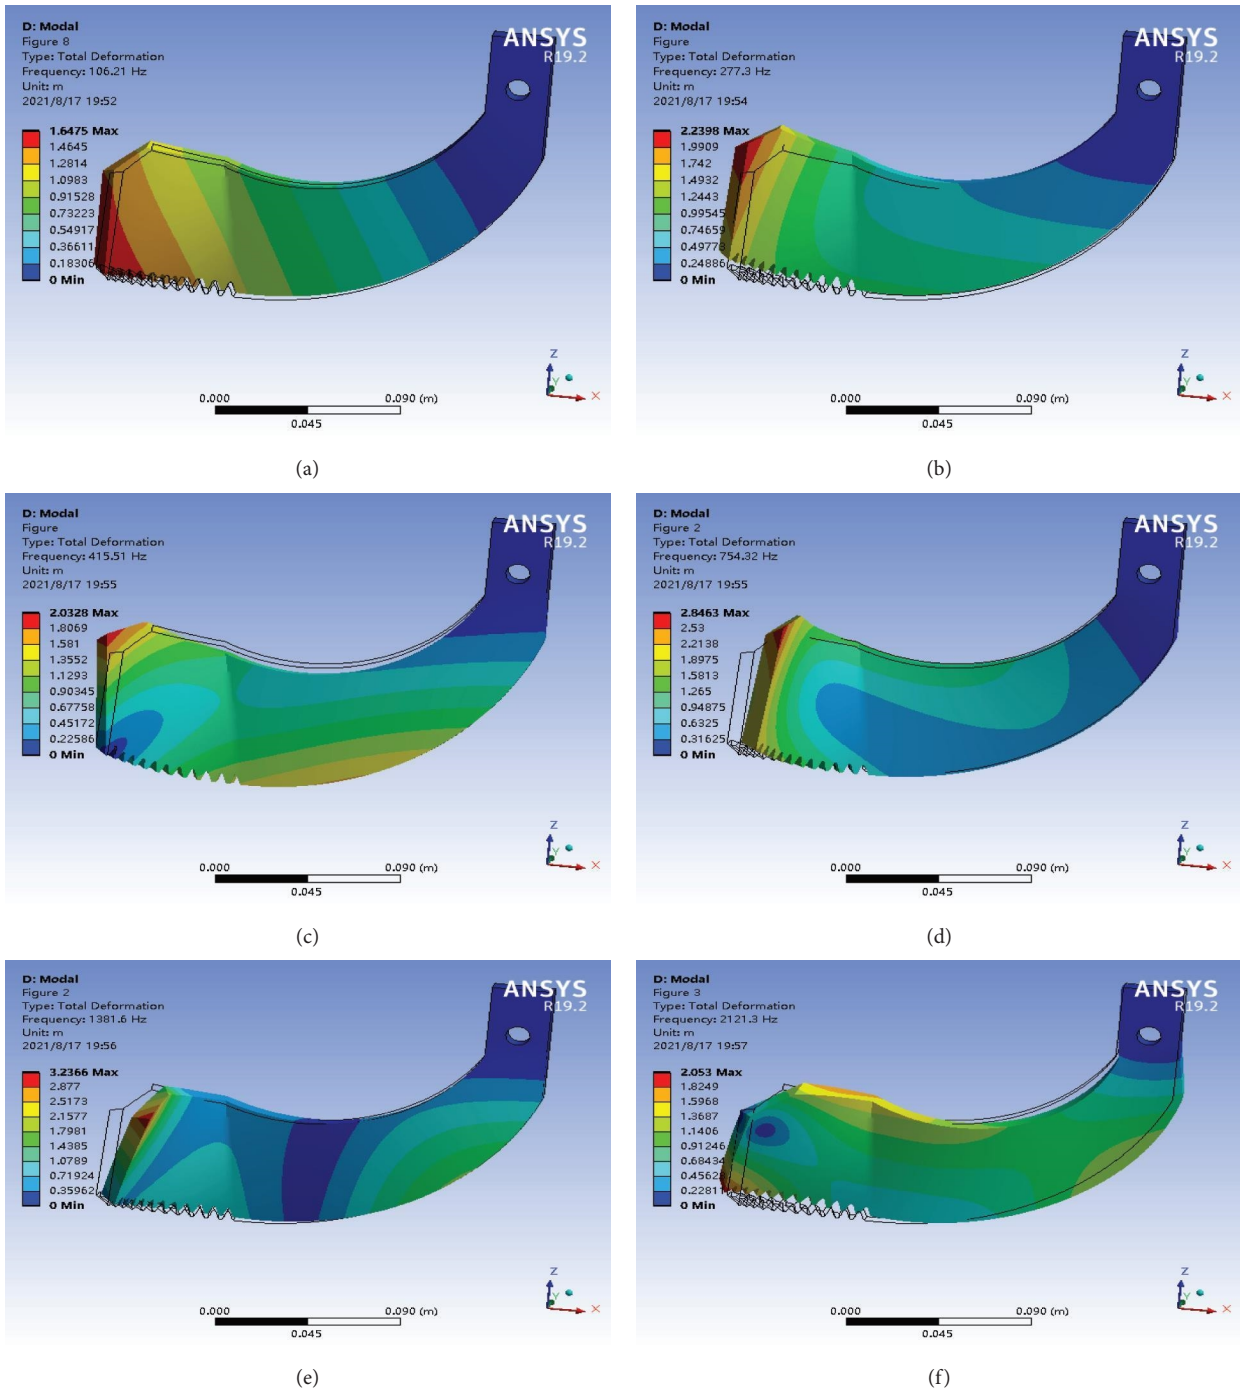 D: Modal
Figure 8
Type: Total Deformation
Frequency: 106.21 Hz
Unit: m
2021/8/17 19:52
ANSYS
R19.2
1.6475 Max
1.4645
1.2814
1.0983
0.91528
0.73223
0.549171
0.36611
0.18306
0 Min
Z
Y
X
0.000
0.090 (m)
0.045
(a)
D: Modal
Figure
Type: Total Deformation
Frequency: 277.3 Hz
Unit: m
2021/8/17 19:54
ANSYS
R19.2
2.2398 Max
1.9909
1.742
1.4932
1.2443
0.99545
0.74659
0.49778
0.24886
0 Min
Z
Y
X
0.000
0.090 (m)
0.045
(b)
D: Modal
Figure
Type: Total Deformation
Frequency: 415.51 Hz
Unit: m
2021/8/17 19:55
ANSYS
R19.2
2.0328 Max
1.8069
1.581
1.3552
1.1293
0.90345
0.67758
0.45172
0.22586
0 Min
Z
Y
X
0.000
0.090 (m)
0.045
(c)
D: Modal
Figure 2
Type: Total Deformation
Frequency: 754.32 Hz
Unit: m
2021/8/17 19:55
ANSYS
R19.2
2.8463 Max
2.53
2.2138
1.8975
1.5813
1.265
0.94875
0.6325
0.31625
0 Min
Z
Y
X
0.000
0.090 (m)
0.045
(d)
D: Modal
Figure 2
Type: Total Deformation
Frequency: 1381.6 Hz
Unit: m
2021/8/17 19:56
ANSYS
R19.2
3.2366 Max
2.877
2.5173
2.1577
1.7981
1.4385
1.0789
0.71924
0.35962
0 Min
Z
Y
X
0.000
0.090 (m)
0.045
(e)
D: Modal
Figure 3
Type: Total Deformation
Frequency: 2121.3 Hz
Unit: m
2021/8/17 19:57
ANSYS
R19.2
2.053 Max
1.8249
1.5968
1.3687
1.1406
0.91246
0.68434
0.4562
0.22811
0 Min
Z
Y
X
0.000
0.090 (m)
0.045
(f)